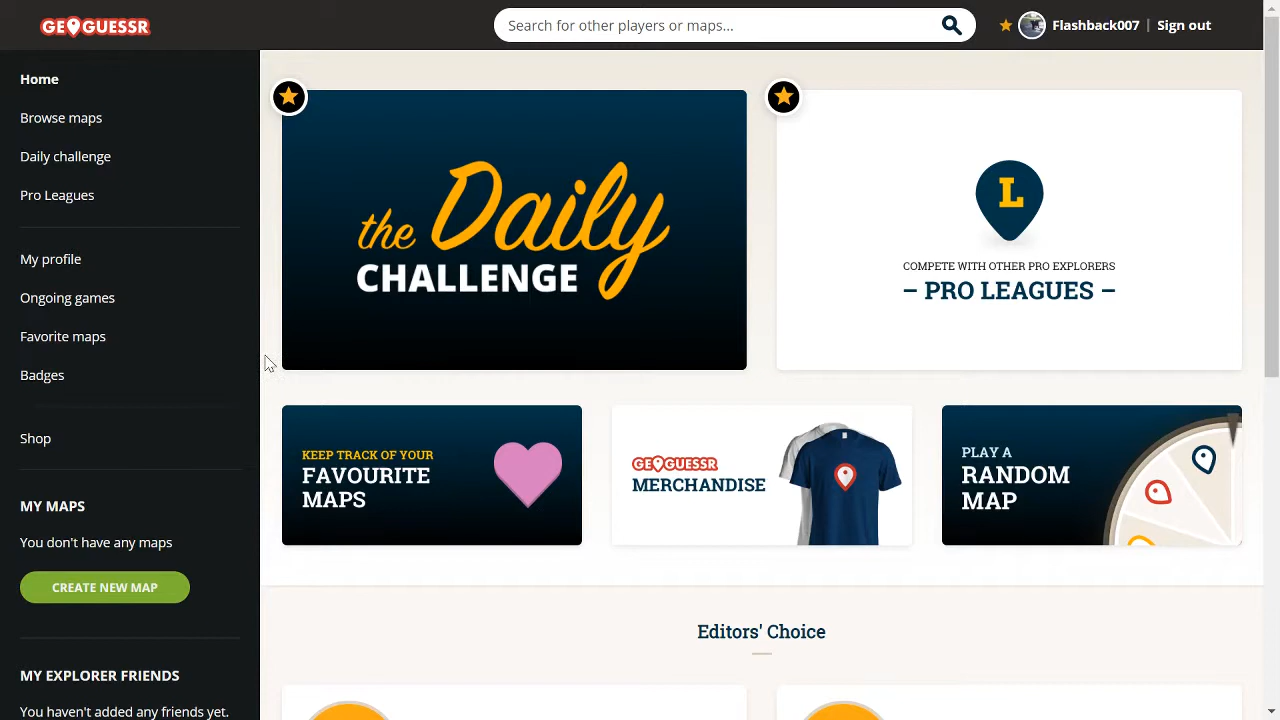 GEOGUESSR
Search for other players or maps...
Flashback007 | Sign out
Home
Browse maps
Daily challenge
Pro Leagues
My profile
Ongoing games
Favorite maps
Badges
Shop
MY MAPS
You don't have any maps
CREATE NEW MAP
MY EXPLORER FRIENDS
You haven't added any friends yet.
the Daily
CHALLENGE
L
COMPETE WITH OTHER PRO EXPLORERS
– PRO LEAGUES –
KEEP TRACK OF YOUR
FAVOURITE
MAPS
GEOGUESSR
MERCHANDISE
PLAY A
RANDOM
MAP
Editors' Choice